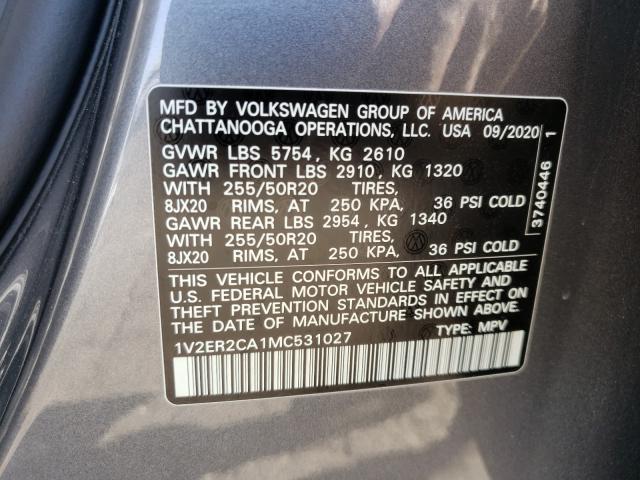 MFD BY VOLKSWAGEN GROUP OF AMERICA
CHATTANOOGA OPERATIONS, LLC. USA 09/2020
GVWR LBS 5754, KG 2610
GAWR FRONT LBS 2910, KG 1320
WITH 255/50R20 TIRES,
8JX20 RIMS, AT 250 KPA, 36 PSI COLD
GAWR REAR LBS 2954, KG 1340
WITH 255/50R20 TIRES,
8JX20 RIMS, AT 250 KPA, 36 PSI COLD
THIS VEHICLE CONFORMS TO ALL APPLICABLE
U.S. FEDERAL MOTOR VEHICLE SAFETY AND
THEFT PREVENTION STANDARDS IN EFFECT ON
THE DATE OF MANUFACTURE SHOWN ABOVE
1V2ER2CA1MC531027 TYPE: MPV
3740446 1